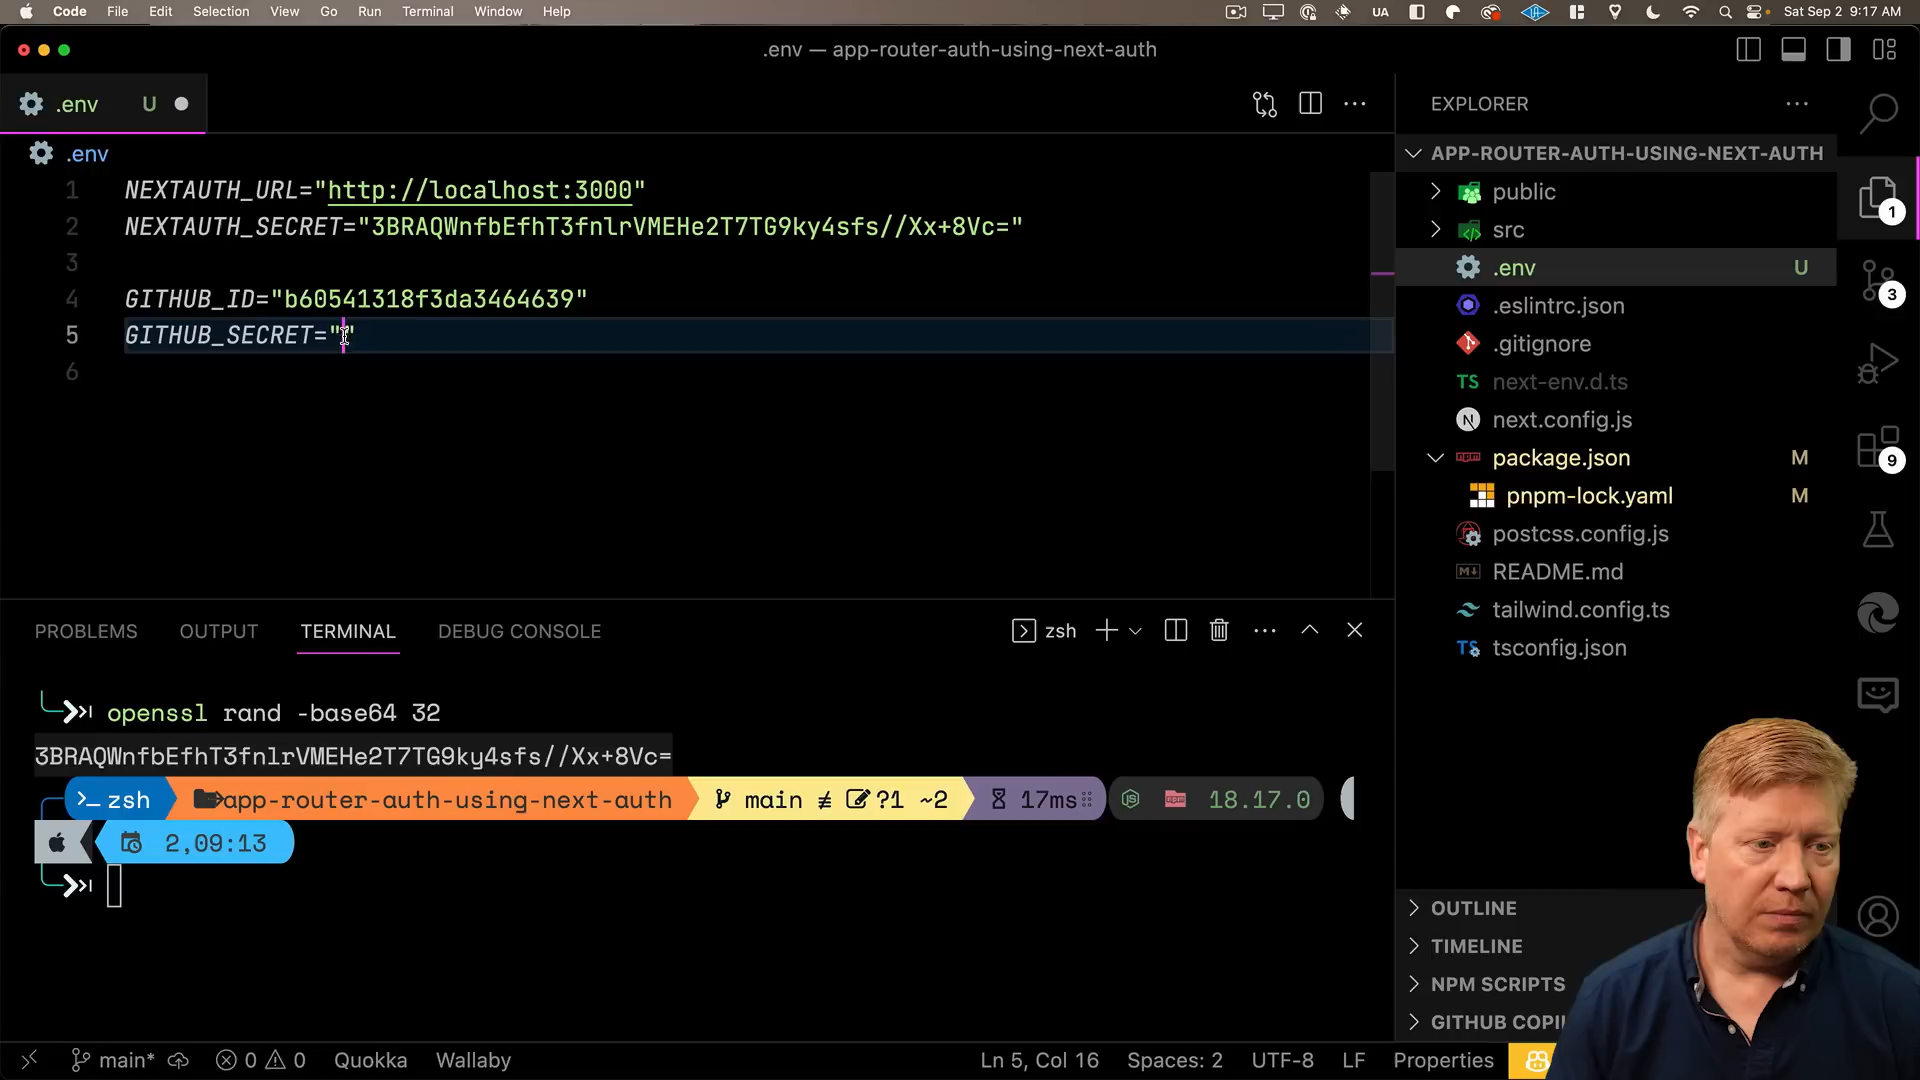 Code File Edit Selection View Go Run Terminal Window Help UA Sat Sep 2 9:17 AM
.env — app-router-auth-using-next-auth
.env U
.env
1 NEXTAUTH_URL="http://localhost:3000"
2 NEXTAUTH_SECRET="3BRAQWnfbEfhT3fnlrVMEHe2T7TG9ky4sfs//Xx+8Vc="
3
4 GITHUB_ID="b60541318f3da3464639"
5 GITHUB_SECRET=""
6
EXPLORER
APP-ROUTER-AUTH-USING-NEXT-AUTH
public
src
.env U
.eslintrc.json
.gitignore
TS next-env.d.ts
N next.config.js
package.json M
pnpm-lock.yaml M
postcss.config.js
README.md
tailwind.config.ts
TS tsconfig.json
OUTLINE
TIMELINE
NPM SCRIPTS
GITHUB COPI
1
3
9
PROBLEMS OUTPUT TERMINAL DEBUG CONSOLE zsh
openssl rand -base64 32
3BRAQWnfbEfhT3fnlrVMEHe2T7TG9ky4sfs//Xx+8Vc=
>_ zsh app-router-auth-using-next-auth main ≢ ?1 ~2 17ms 18.17.0
2,09:13
main* 0 0 Quokka Wallaby Ln 5, Col 16 Spaces: 2 UTF-8 LF Properties